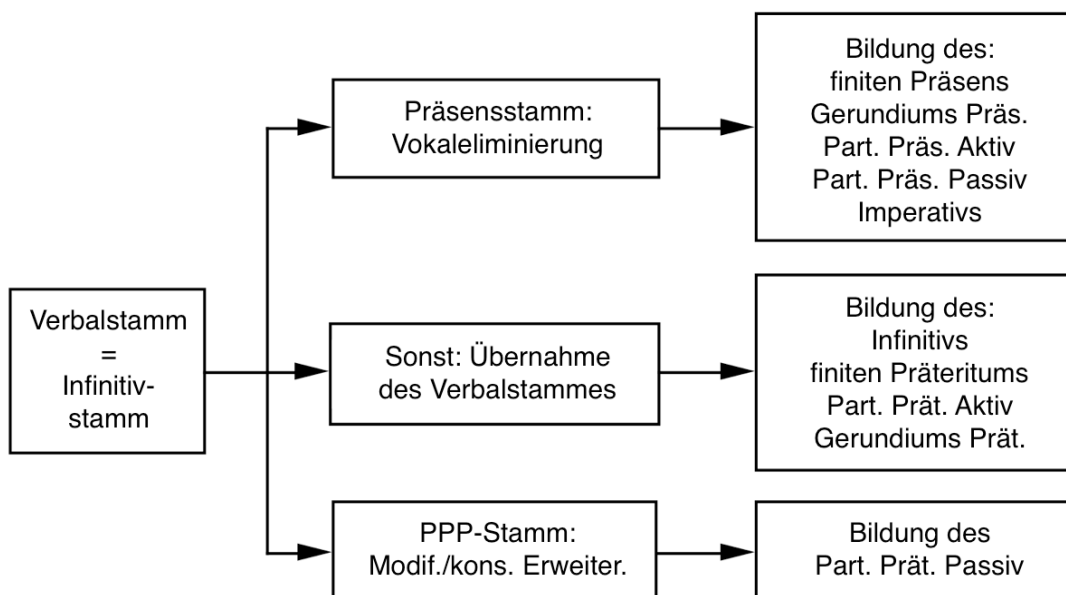 Verbalstamm
=
Infinitiv-
stamm
Präsensstamm:
Vokaleliminierung
Bildung des:
finiten Präsens
Gerundiums Präs.
Part. Präs. Aktiv
Part. Präs. Passiv
Imperativs
Sonst: Übernahme
des Verbalstammes
Bildung des:
Infinitivs
finiten Präteritums
Part. Prät. Aktiv
Gerundiums Prät.
PPP-Stamm:
Modif./kons. Erweiter.
Bildung des
Part. Prät. Passiv